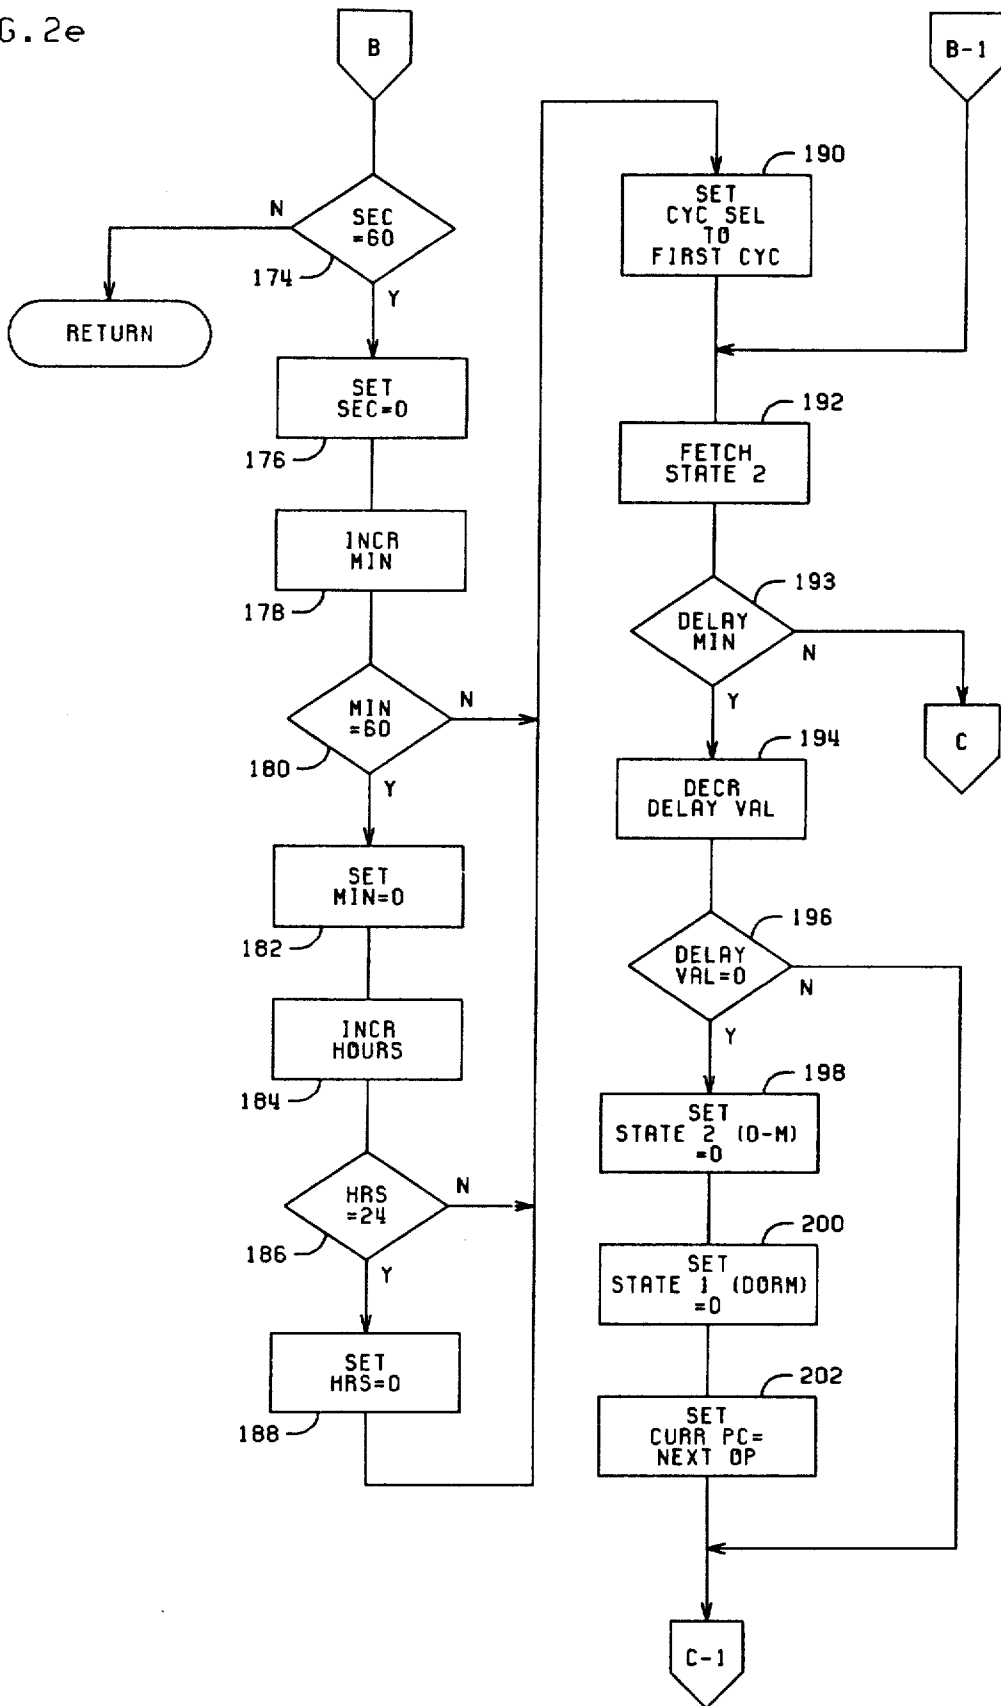 G.2e
B
SEC
=60
N
174
Y
RETURN
SET
SEC=0
176
INCR
MIN
178
MIN
=60
N
180
Y
SET
MIN=0
182
INCR
HOURS
184
HRS
=24
N
186
Y
SET
HRS=0
188
B-1
190
SET
CYC SEL
TO
FIRST CYC
192
FETCH
STATE 2
193
DELAY
MIN
N
Y
C
194
DECR
DELAY VAL
196
DELAY
VAL=0
N
Y
198
SET
STATE 2 (D-M)
=0
200
SET
STATE 1 (DORM)
=0
202
SET
CURR PC=
NEXT OP
C-1